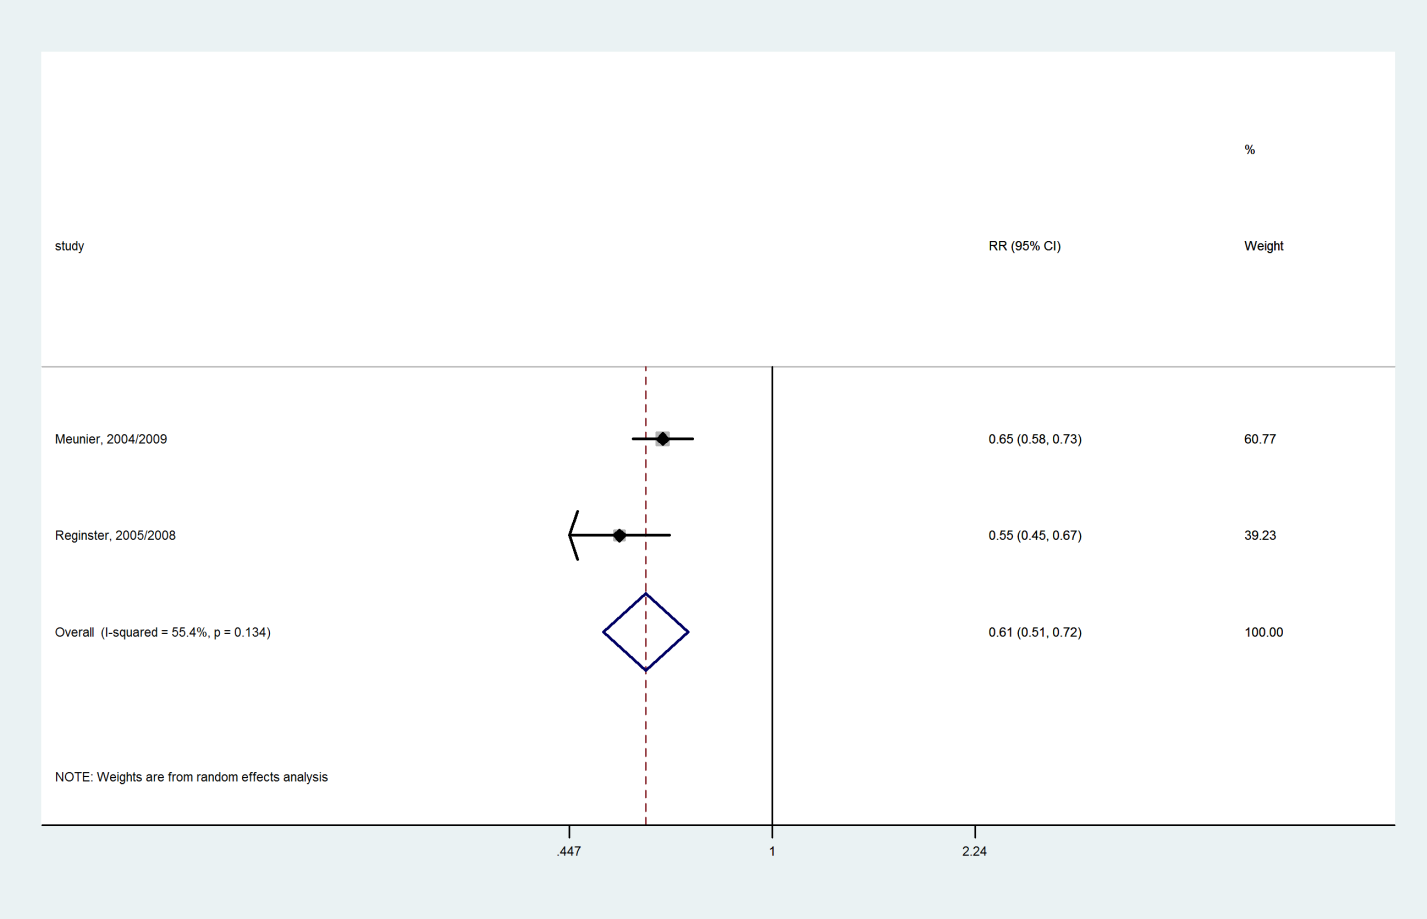 %
study RR (95% CI) Weight
Meunier, 2004/2009 0.65 (0.58, 0.73) 60.77
Reginster, 2005/2008 0.55 (0.45, 0.67) 39.23
Overall (I-squared = 55.4%, p = 0.134) 0.61 (0.51, 0.72) 100.00
NOTE: Weights are from random effects analysis
.447 1 2.24